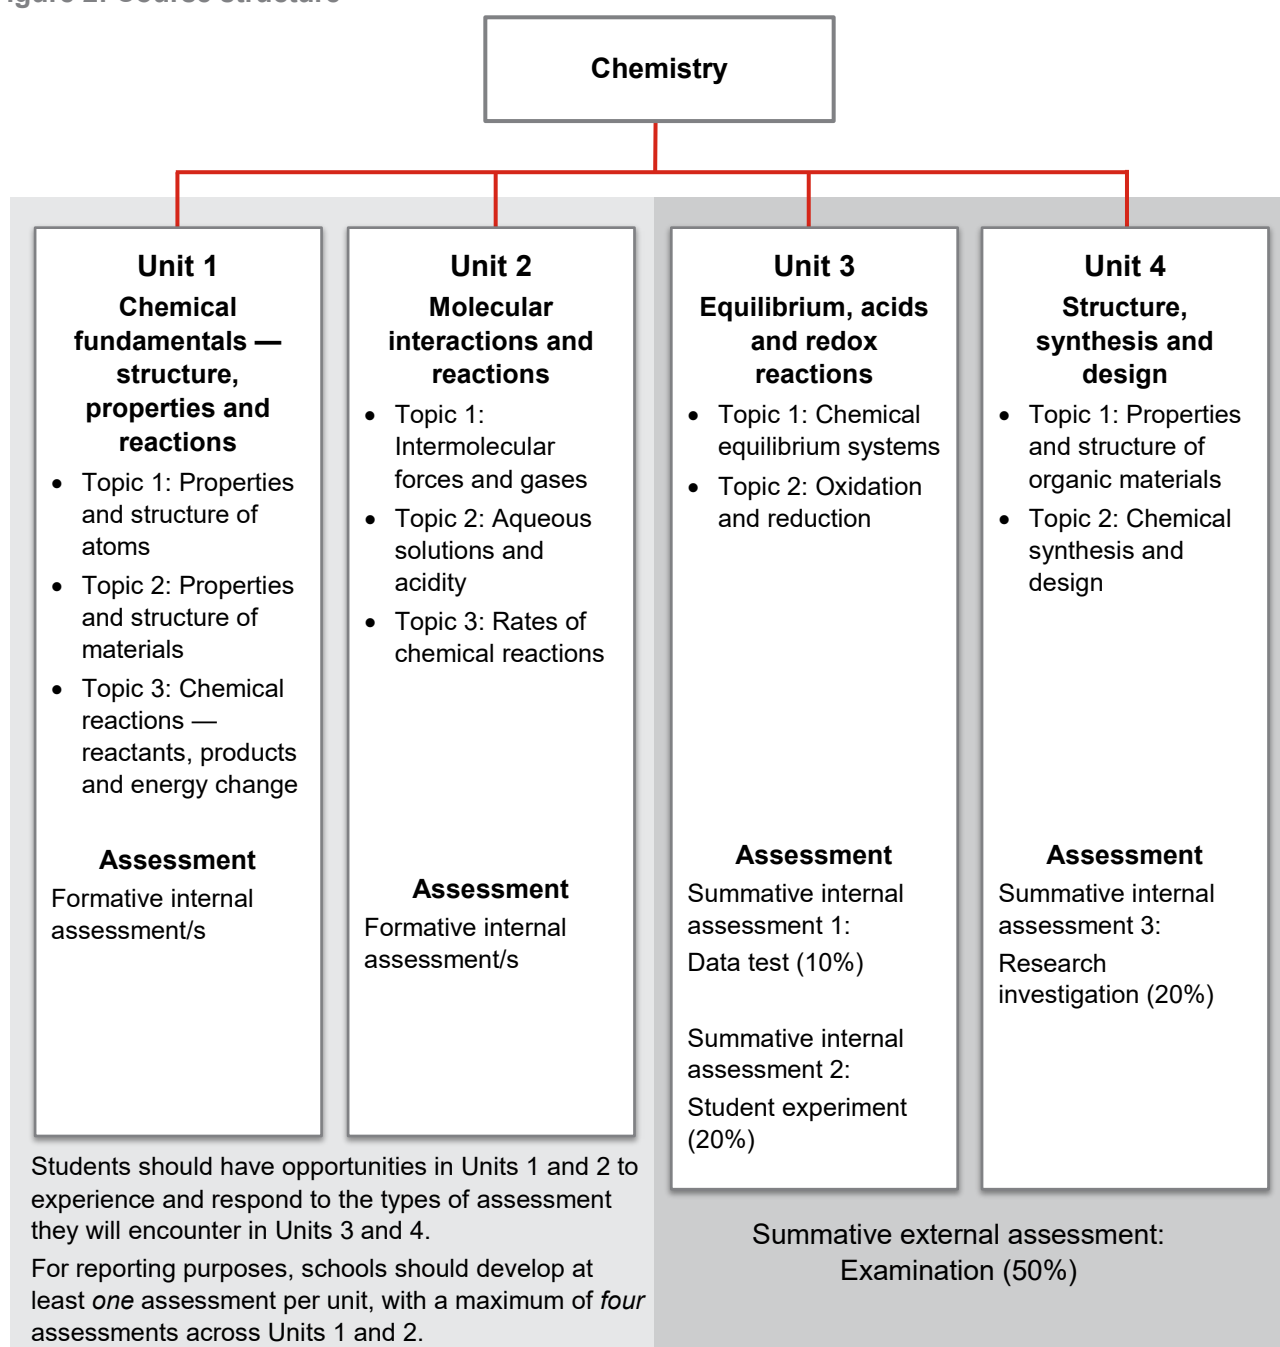 Figure 2: Course structure
Chemistry
Unit 1
Chemical
fundamentals —
structure,
properties and
reactions
• Topic 1: Properties
and structure of
atoms
• Topic 2: Properties
and structure of
materials
• Topic 3: Chemical
reactions —
reactants, products
and energy change
Assessment
Formative internal
assessment/s
Unit 2
Molecular
interactions and
reactions
• Topic 1:
Intermolecular
forces and gases
• Topic 2: Aqueous
solutions and
acidity
• Topic 3: Rates of
chemical reactions
Assessment
Formative internal
assessment/s
Unit 3
Equilibrium, acids
and redox
reactions
• Topic 1: Chemical
equilibrium systems
• Topic 2: Oxidation
and reduction
Assessment
Summative internal
assessment 1:
Data test (10%)
Summative internal
assessment 2:
Student experiment
(20%)
Unit 4
Structure,
synthesis and
design
• Topic 1: Properties
and structure of
organic materials
• Topic 2: Chemical
synthesis and
design
Assessment
Summative internal
assessment 3:
Research
investigation (20%)
Students should have opportunities in Units 1 and 2 to
experience and respond to the types of assessment
they will encounter in Units 3 and 4.
For reporting purposes, schools should develop at
least one assessment per unit, with a maximum of four
assessments across Units 1 and 2.
Summative external assessment:
Examination (50%)